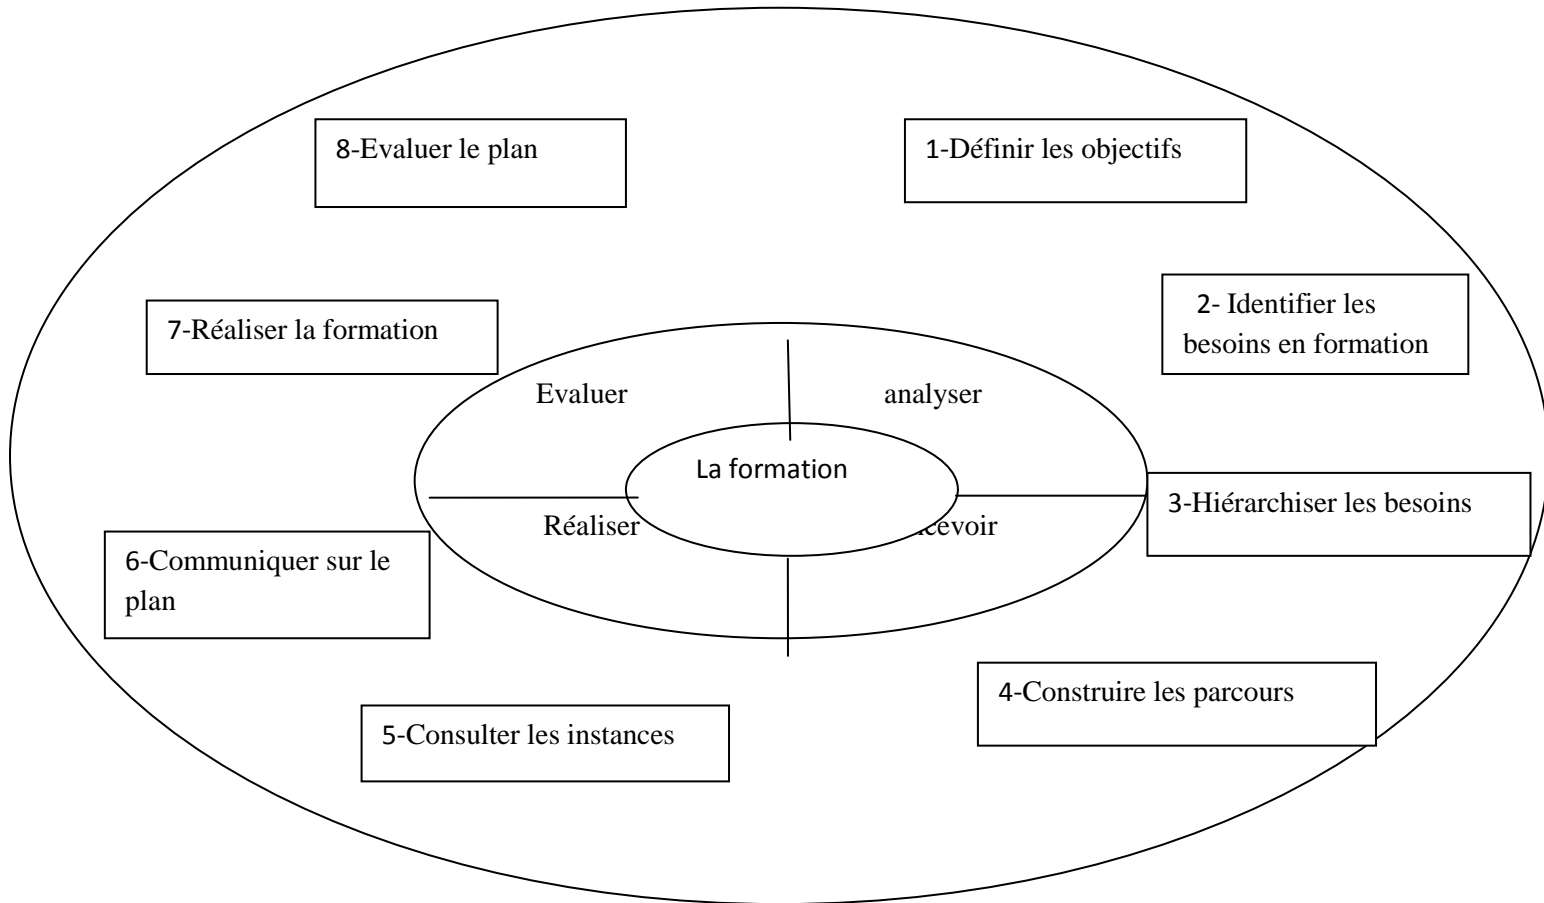 8-Evaluer le plan
1-Définir les objectifs
2- Identifier les
besoins en formation
7-Réaliser la formation
Evaluer
analyser
La formation
3-Hiérarchiser les besoins
Réaliser
cevoir
6-Communiquer sur le
plan
4-Construire les parcours
5-Consulter les instances